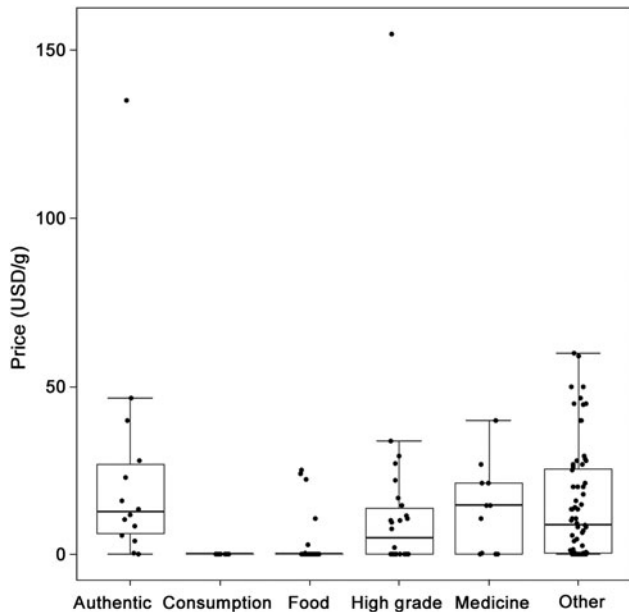 150
100
50
0
Price (USD/g)
Authentic Consumption Food High grade Medicine Other